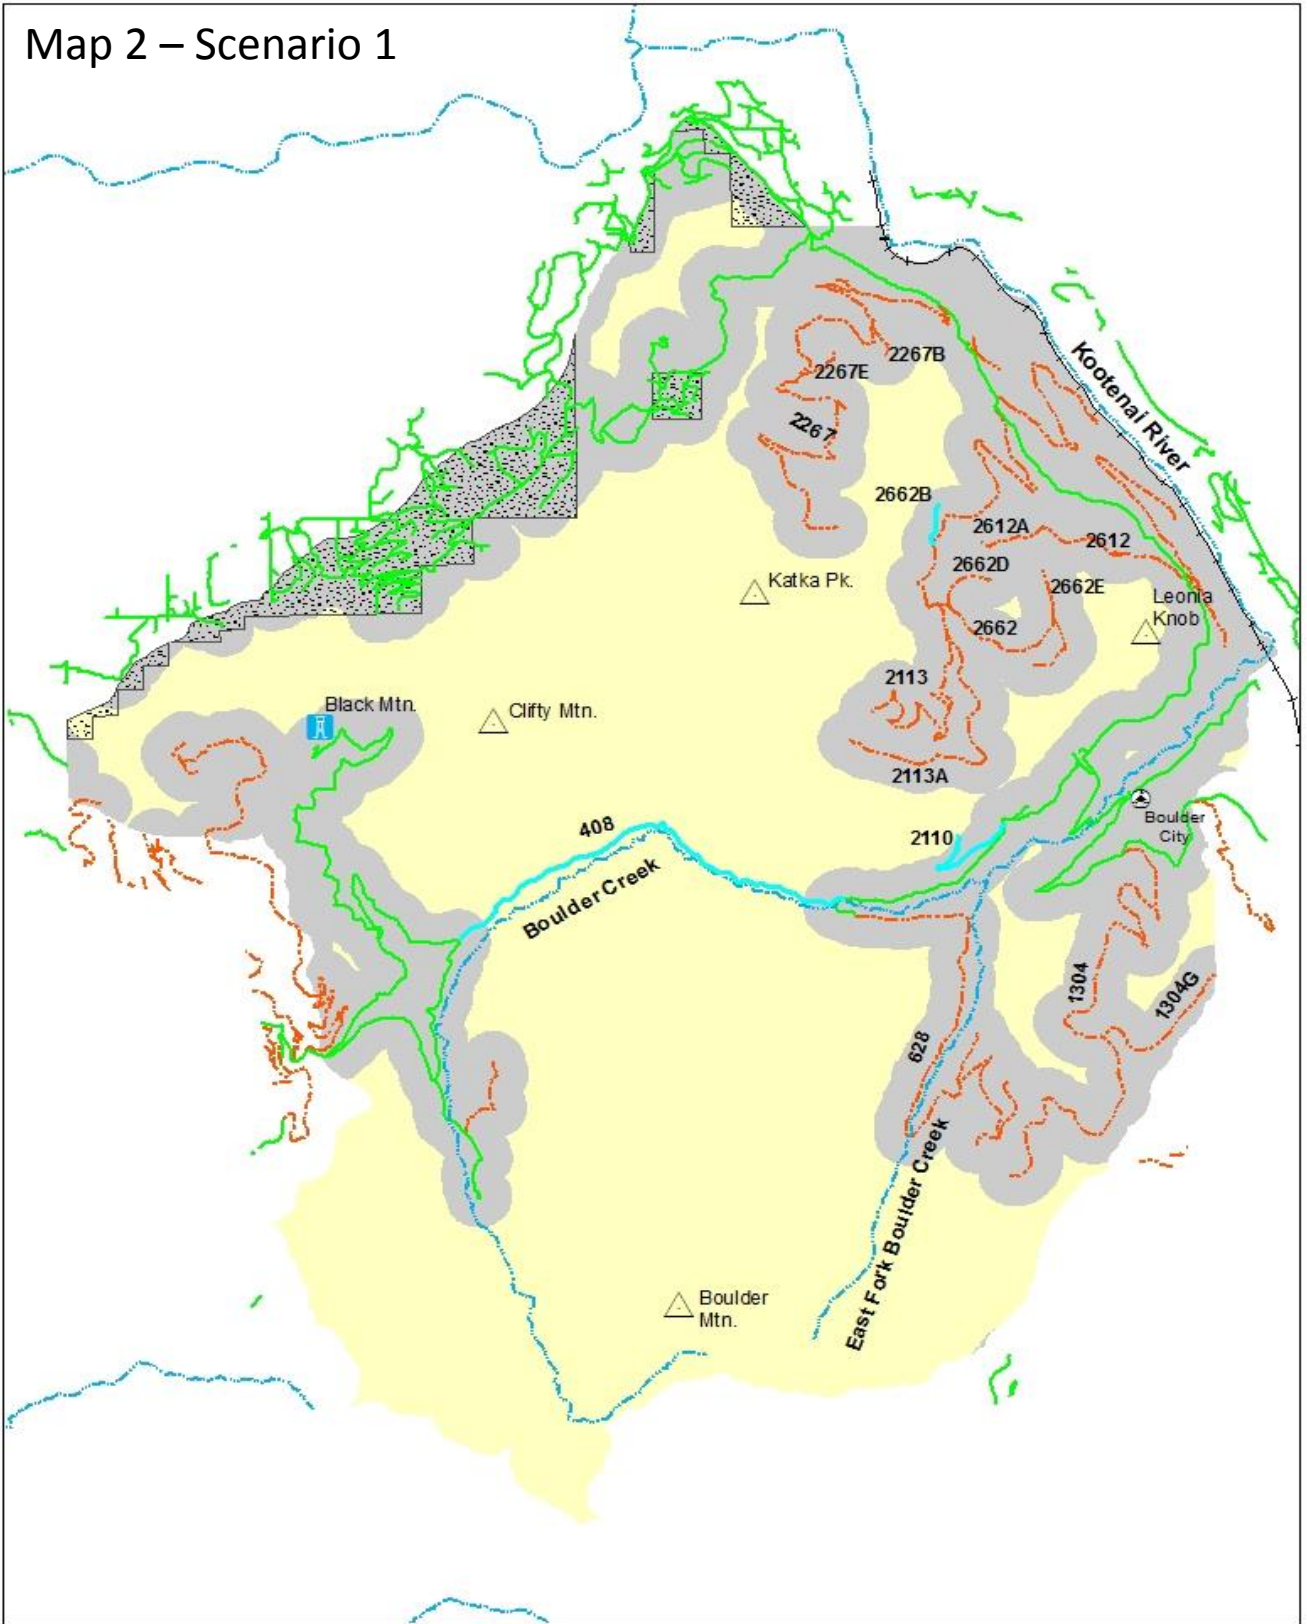 Map 2 – Scenario 1
Kootenai River
2267B
2267E
2267
2662B
2612A
2612
2662D
2662E
Katka Pk.
Leonia
Knob
2662
2113
Black Mtn.
Clifty Mtn.
2113A
408
2110
Boulder
City
Boulder Creek
1304
1304G
628
East Fork Boulder Creek
Boulder
Mtn.